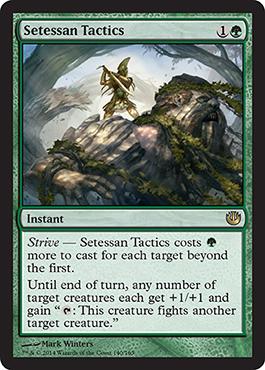 Setessan Tactics 1
Instant
Strive — Setessan Tactics costs
more to cast for each target beyond
the first.
Until end of turn, any number of
target creatures each get +1/+1 and
gain “: This creature fights another
target creature.”
Mark Winters
™ & © 2014 Wizards of the Coast 140/165